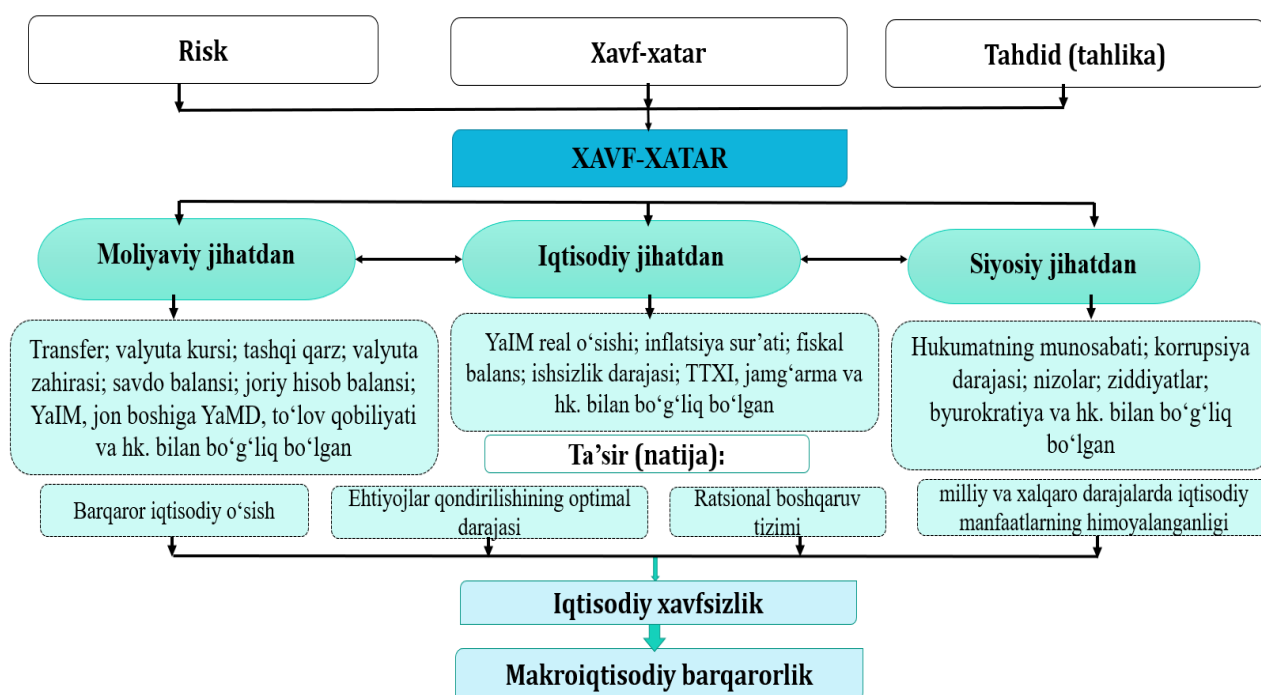 Risk
Xavf-xatar
Tahdid (tahlika)
XAVF-XATAR
Moliyaviy jihatdan
Iqtisodiy jihatdan
Siyosiy jihatdan
Transfer; valyuta kursi; tashqi qarz; valyuta
zahirasi; savdo balansi; joriy hisob balansi;
YaIM, jon boshiga YaMD, to‘lov qobiliyati
va hk. bilan bo‘g‘liq bo‘lgan
YaIM real o‘sishi; inflatsiya sur’ati; fiskal
balans; ishsizlik darajasi; TTXI, jamg‘arma va
hk. bilan bo‘g‘liq bo‘lgan
Hukumatning munosabati; korrupsiya
darajasi; nizolar; ziddiyatlar;
byurokratiya va hk. bilan bo‘g‘liq
bo‘lgan
Ta’sir (natija):
Barqaror iqtisodiy o‘sish
Ehtiyojlar qondirilishining optimal
darajasi
Ratsional boshqaruv
tizimi
milliy va xalqaro darajalarda iqtisodiy
manfaatlarning himoyalanganligi
Iqtisodiy xavfsizlik
Makroiqtisodiy barqarorlik